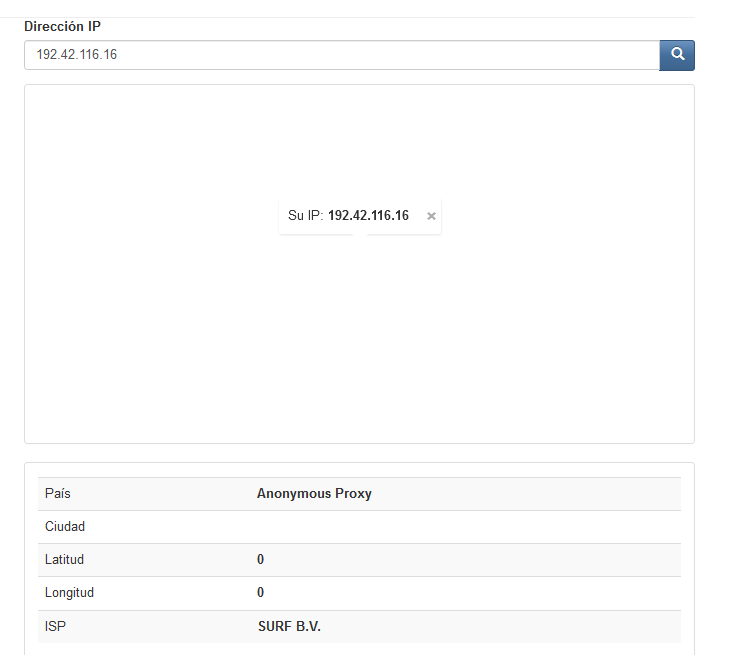 Dirección IP
192.42.116.16
Su IP: 192.42.116.16 ×
País Anonymous Proxy
Ciudad
Latitud 0
Longitud 0
ISP SURF B.V.